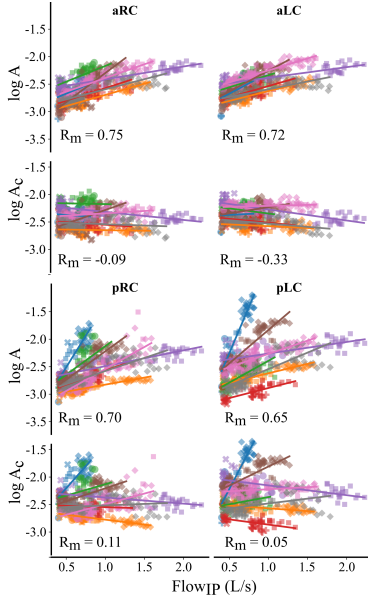 aRC aLC
log A
-1.5
-2.0
-2.5
-3.0
-3.5
Rm = 0.75 Rm = 0.72
log Ac
-1.5
-2.0
-2.5
-3.0
Rm = -0.09 Rm = -0.33
pRC pLC
log A
-1.5
-2.0
-2.5
-3.0
-3.5
Rm = 0.70 Rm = 0.65
log Ac
-1.5
-2.0
-2.5
-3.0
Rm = 0.11 Rm = 0.05
0.5 1.0 1.5 2.0 0.5 1.0 1.5 2.0
FlowIP (L/s)